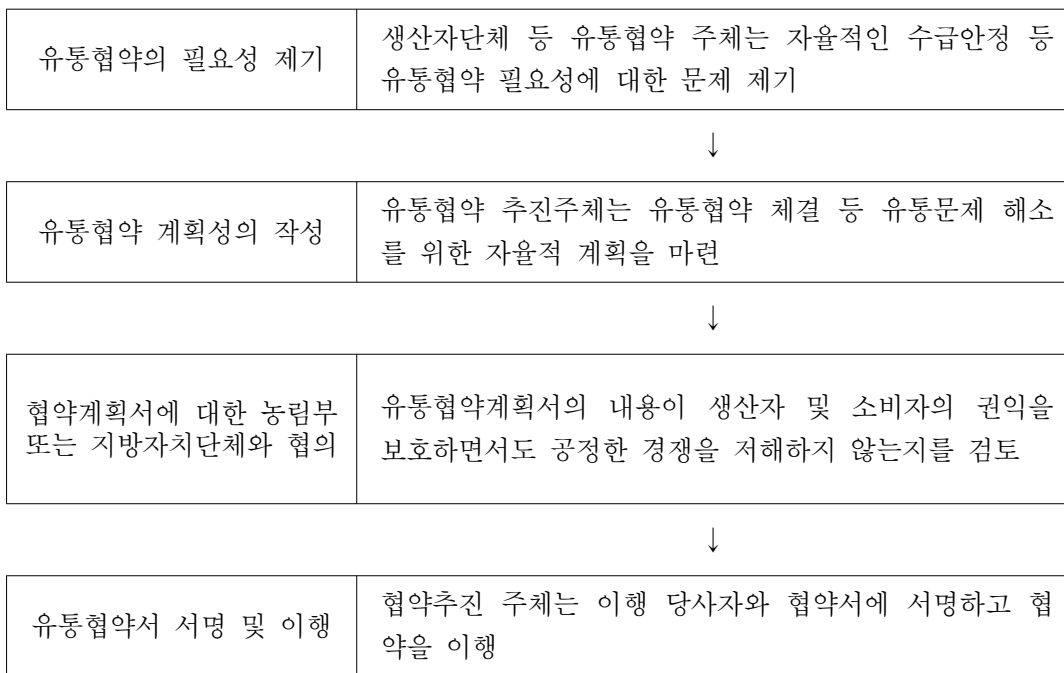 유통협약의 필요성 제기
생산자단체 등 유통협약 주체는 자율적인 수급안정 등
유통협약 필요성에 대한 문제 제기
↓
유통협약 계획성의 작성
유통협약 추진주체는 유통협약 체결 등 유통문제 해소
를 위한 자율적 계획을 마련
↓
협약계획서에 대한 농림부
또는 지방자치단체와 협의
유통협약계획서의 내용이 생산자 및 소비자의 권익을
보호하면서도 공정한 경쟁을 저해하지 않는지를 검토
↓
유통협약서 서명 및 이행
협약추진 주체는 이행 당사자와 협약서에 서명하고 협
약을 이행